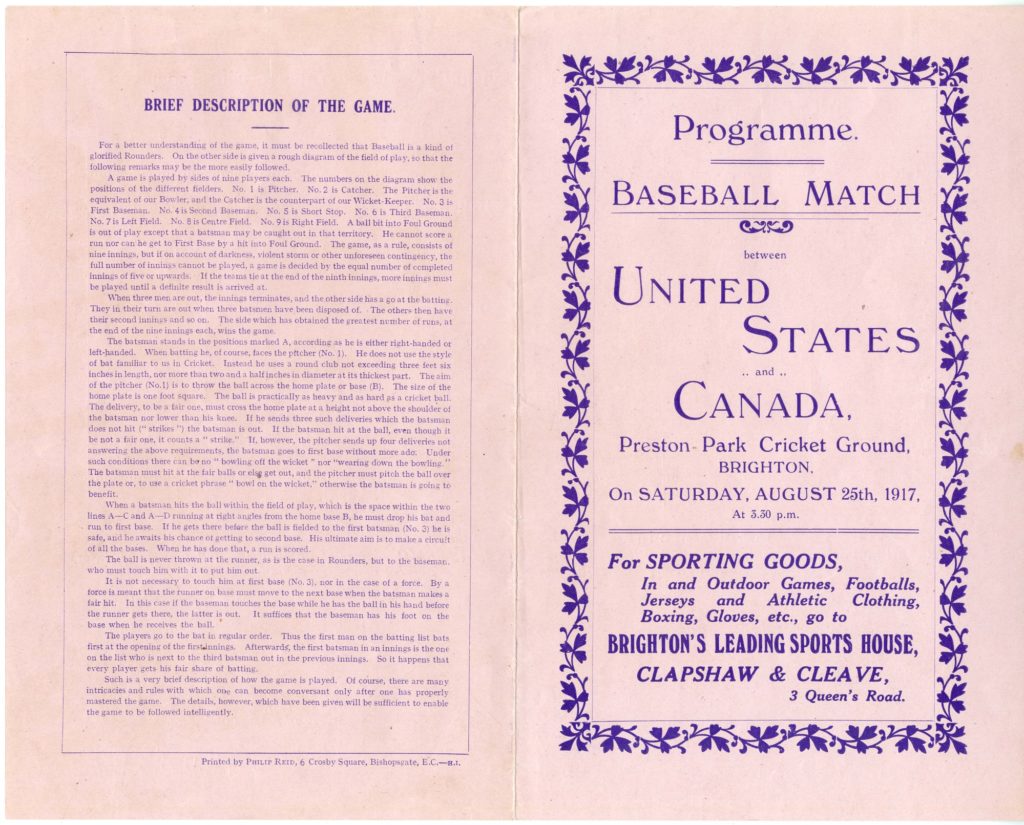 BRIEF DESCRIPTION OF THE GAME.
For a better understanding of the game, it must be recollected that Baseball is a kind of
glorified Rounders. On the other side is given a rough diagram of the field of play, so that the
following remarks may be the more easily followed.
A game is played by sides of nine players each. The numbers on the diagram show the
positions of the different fielders. No. 1 is Pitcher. No. 2 is Catcher. The Pitcher is the
equivalent of our Bowler, and the Catcher is the counterpart of our Wicket-Keeper. No. 3 is
First Baseman. No. 4 is Second Baseman. No. 5 is Short Stop. No. 6 is Third Baseman.
No. 7 is Left Field. No. 8 is Centre Field. No. 9 is Right Field. A ball bit into Foul Ground
is out of play except that a batsman may be caught out in that territory. He cannot score a
run nor can he get to First Base by a hit into Foul Ground. The game, as a rule, consists of
nine innings, but if on account of darkness, violent storm or other unforeseen contingency, the
full number of innings cannot be played, a game is decided by the equal number of completed
innings of five or upwards. If the teams tie at the end of the ninth innings, more innings must
be played until a definite result is arrived at.
When three men are out, the innings terminates, and the other side has a go at the batting.
They in their turn are out when three batsmen have been disposed of. The others then have
their second innings and so on. The side which has obtained the greatest number of runs, at
the end of the nine innings each, wins the game.
The batsman stands in the positions marked A, according as he is either right-handed or
left-handed. When batting he, of course, faces the pitcher (No. 1). He does not use the style
of bat familiar to us in Cricket. Instead he uses a round club not exceeding three feet six
inches in length, nor more than two and a half inches in diameter at its thickest part. The aim
of the pitcher (No.1) is to throw the ball across the home plate or base (B). The size of the
home plate is one foot square. The ball is practically as heavy and as hard as a cricket ball.
The delivery, to be a fair one, must cross the home plate at a height not above the shoulder of
the batsman nor lower than his knee. If he sends three such deliveries which the batsman
does not hit (" strikes ") the batsman is out. If the batsman hit at the ball, even though it
be not a fair one, it counts a " strike." If, however, the pitcher sends up four deliveries not
answering the above requirements, the batsman goes to first base without more ado. Under
such conditions there can be no " bowling off the wicket " nor "wearing down the bowling."
The batsman must hit at the fair balls or else get out, and the pitcher must pitch the ball over
the plate or, to use a cricket phrase " bowl on the wicket," otherwise the batsman is going to
benefit.
When a batsman hits the ball within the field of play, which is the space within the two
lines A—C and A—D running at right angles from the home base B, he must drop his bat and
run to first base. If he gets there before the ball is fielded to the first batsman (No. 3) he is
safe, and he awaits his chance of getting to second base. His ultimate aim is to make a circuit
of all the bases. When he has done that, a run is scored.
The ball is never thrown at the runner, as is the case in Rounders, but to the baseman,
who must touch him with it to put him out.
It is not necessary to touch him at first base (No. 3), nor in the case of a force. By a
force is meant that the runner on base must move to the next base when the batsman makes a
fair hit. In this case if the baseman touches the base while he has the ball in his hand before
the runner gets there, the latter is out. It suffices that the baseman has his foot on the
base when he receives the ball.
The players go to the bat in regular order. Thus the first man on the batting list bats
first at the opening of the first innings. Afterwards, the first batsman in an innings is the one
on the list who is next to the third batsman out in the previous innings. So it happens that
every player gets his fair share of batting.
Such is a very brief description of how the game is played. Of course, there are many
intricacies and rules with which one can become conversant only after one has properly
mastered the game. The details, however, which have been given will be sufficient to enable
the game to be followed intelligently.
Printed by PHILIP REID, 6 Crosby Square, Bishopsgate, E.C.—B.I.
Programme.
BASEBALL MATCH
between
UNITED
STATES
.. and ..
CANADA,
Preston Park Cricket Ground,
BRIGHTON,
On SATURDAY, AUGUST 25th, 1917,
At 3.30 p.m.
For SPORTING GOODS,
In and Outdoor Games, Footballs,
Jerseys and Athletic Clothing,
Boxing, Gloves, etc., go to
BRIGHTON'S LEADING SPORTS HOUSE,
CLAPSHAW & CLEAVE,
3 Queen's Road.